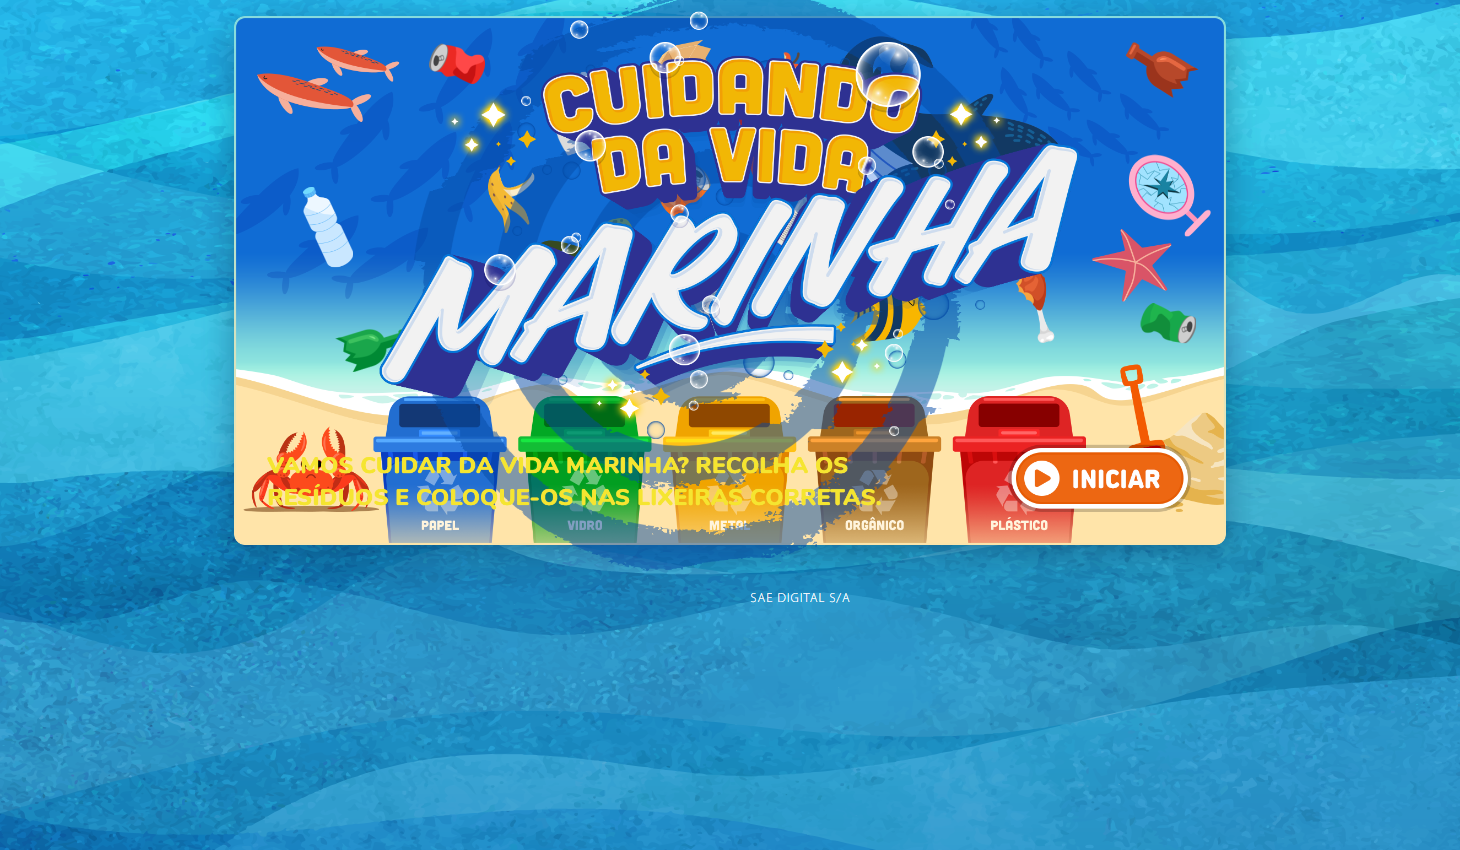 CUIDANDO
DA VIDA
MARINHA
VAMOS CUIDAR DA VIDA MARINHA? RECOLHA OS
RESÍDUOS E COLOQUE-OS NAS LIXEIRAS CORRETAS.
INICIAR
PAPEL
VIDRO
METAL
ORGÂNICO
PLÁSTICO
SAE DIGITAL S/A